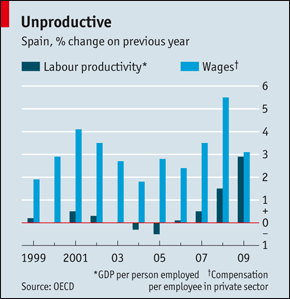 Unproductive
Spain, % change on previous year
Labour productivity* Wages†
6
5
4
3
2
1
+
0
–
1
1999 2001 03 05 07 09
*GDP per person employed †Compensation
Source: OECD per employee in private sector